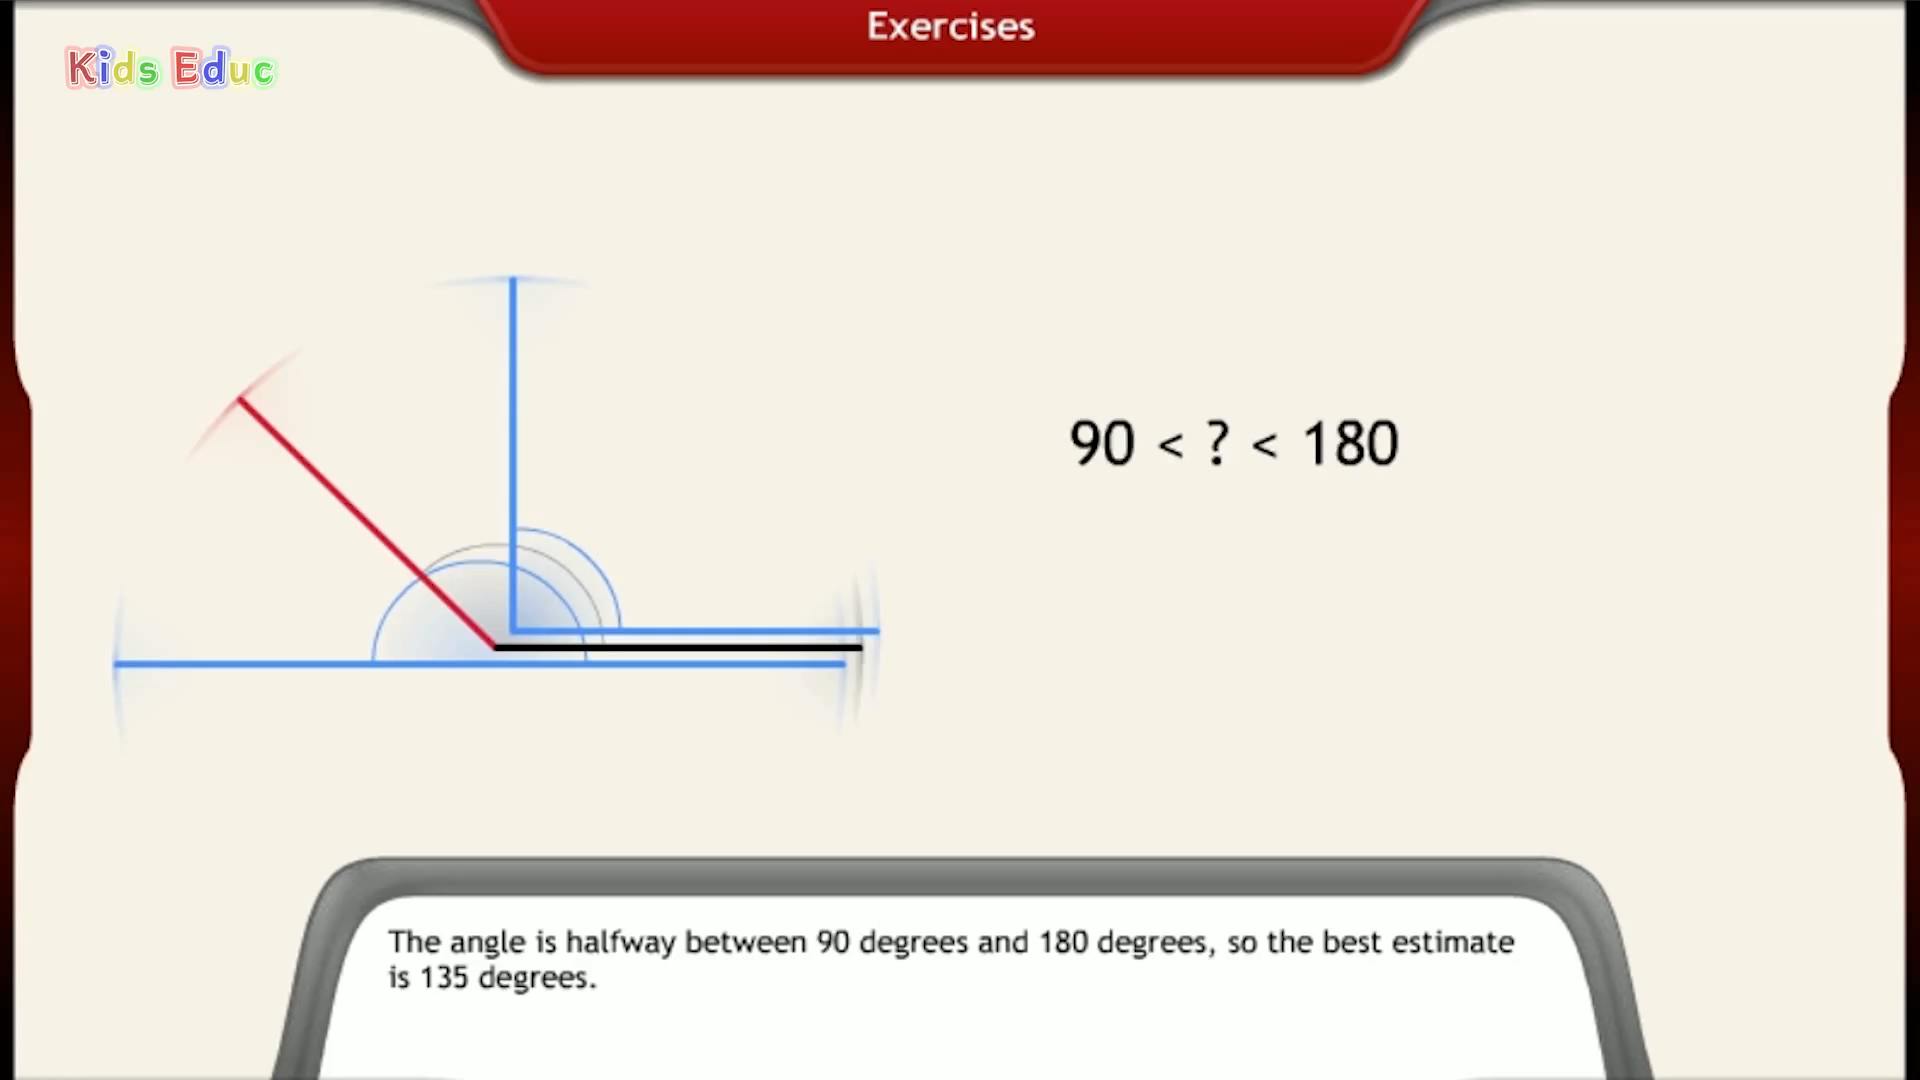 Exercises
Kids Educ
90 < ? < 180
The angle is halfway between 90 degrees and 180 degrees, so the best estimate
is 135 degrees.